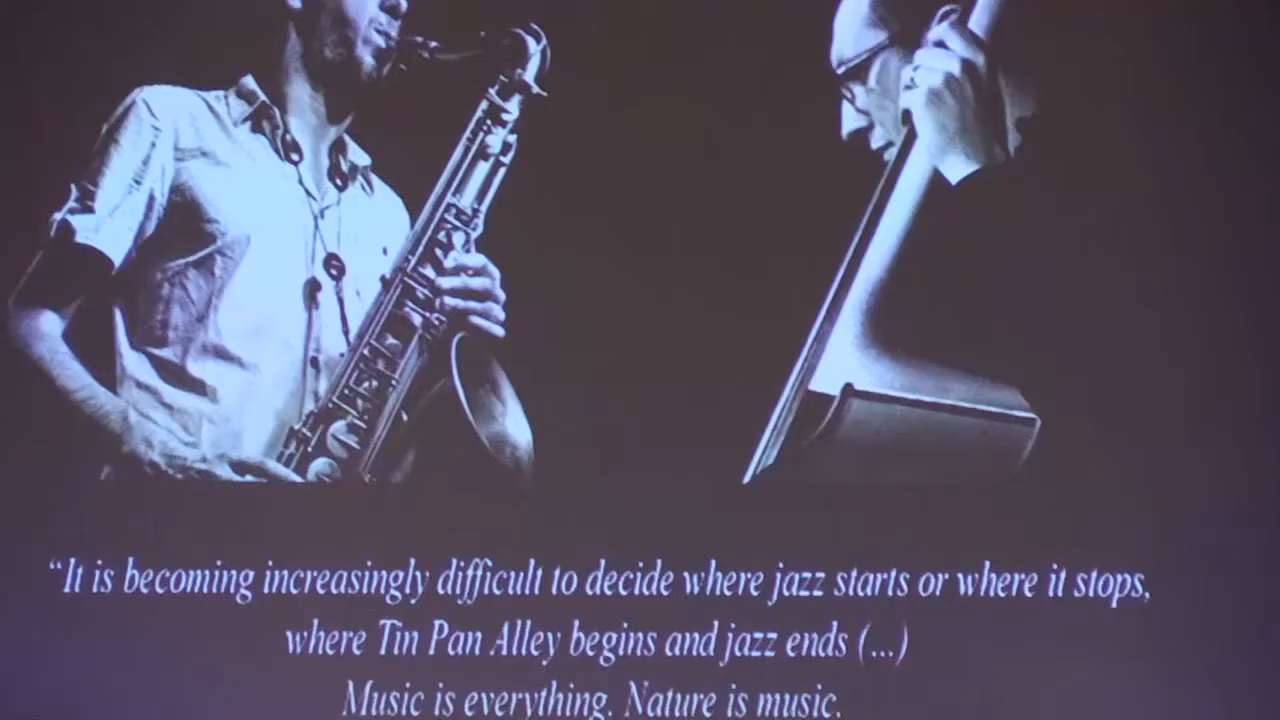 “It is becoming increasingly difficult to decide where jazz starts or where it stops,
where Tin Pan Alley begins and jazz ends (...)
Music is everything. Nature is music.